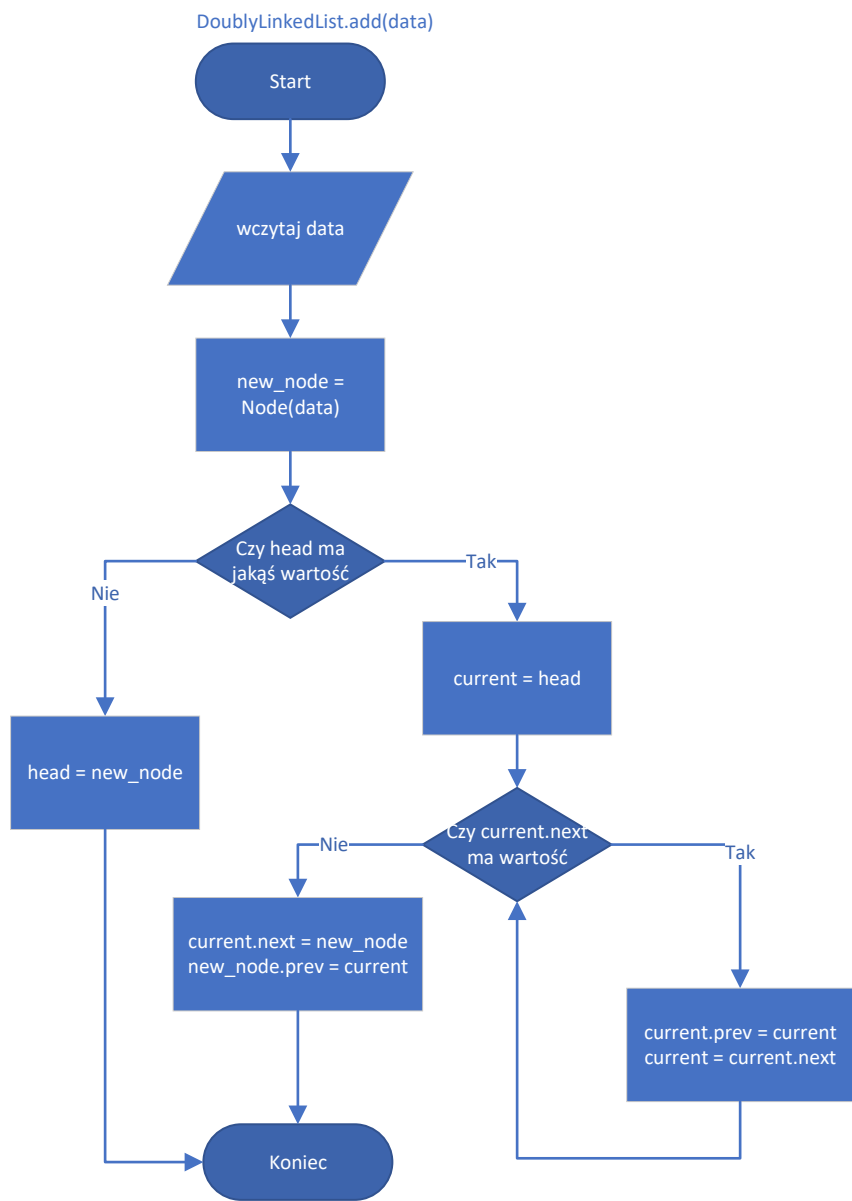 DoublyLinkedList.add(data)
Start
wczytaj data
new_node =
Node(data)
Czy head ma
jakąś wartość
Tak
Nie
current = head
head = new_node
Czy current.next
ma wartość
Nie
Tak
current.next = new_node
new_node.prev = current
current.prev = current
current = current.next
Koniec